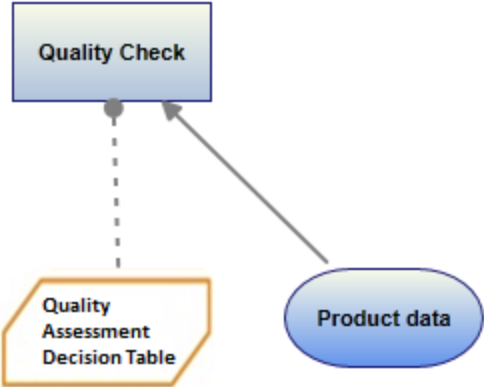 Quality Check
Quality
Assessment
Decision Table
Product data